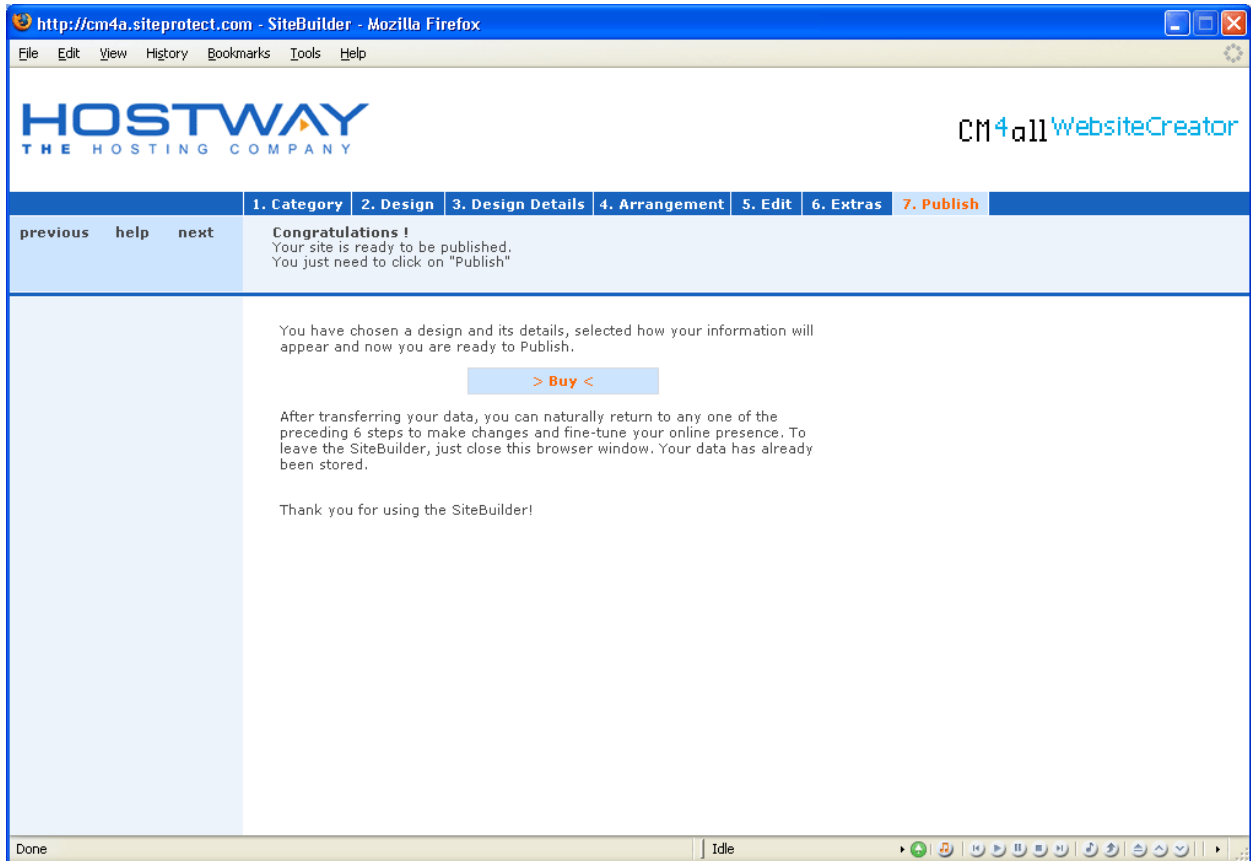 http://cm4a.siteprotect.com - SiteBuilder - Mozilla Firefox
File Edit View History Bookmarks Tools Help
HOSTWAY
THE HOSTING COMPANY
CM4all WebsiteCreator
1. Category 2. Design 3. Design Details 4. Arrangement 5. Edit 6. Extras 7. Publish
previous help next
Congratulations !
Your site is ready to be published.
You just need to click on "Publish"
You have chosen a design and its details, selected how your information will
appear and now you are ready to Publish.
> Buy <
After transferring your data, you can naturally return to any one of the
preceding 6 steps to make changes and fine-tune your online presence. To
leave the SiteBuilder, just close this browser window. Your data has already
been stored.
Thank you for using the SiteBuilder!
Done Idle